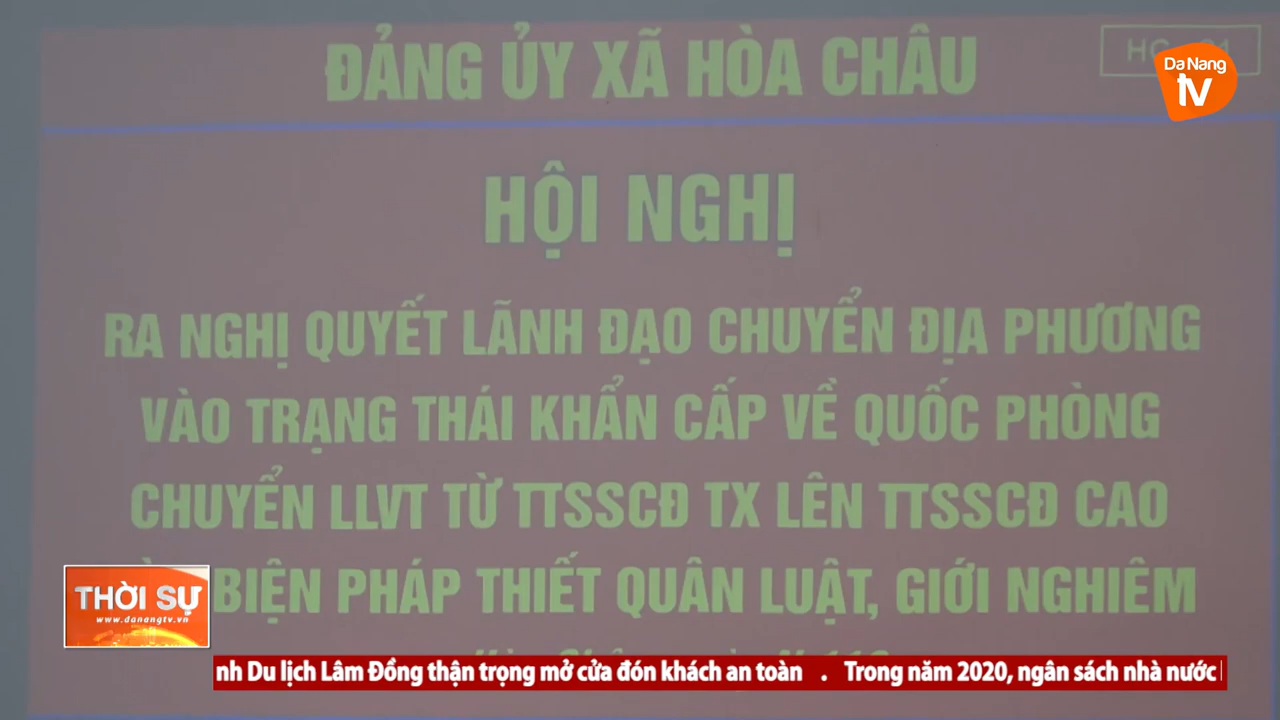 ĐẢNG ỦY XÃ HÒA CHÂU
Da Nang
tv
HỘI NGHỊ
RA NGHỊ QUYẾT LÃNH ĐẠO CHUYỂN ĐỊA PHƯƠNG
VÀO TRẠNG THÁI KHẨN CẤP VỀ QUỐC PHÒNG
CHUYỂN LLVT TỪ TTSSCĐ TX LÊN TTSSCĐ CAO
BIỆN PHÁP THIẾT QUÂN LUẬT, GIỚI NGHIÊM
THỜI SỰ
www.danangtv.vn
nh Du lịch Lâm Đồng thận trọng mở cửa đón khách an toàn . Trong năm 2020, ngân sách nhà nước